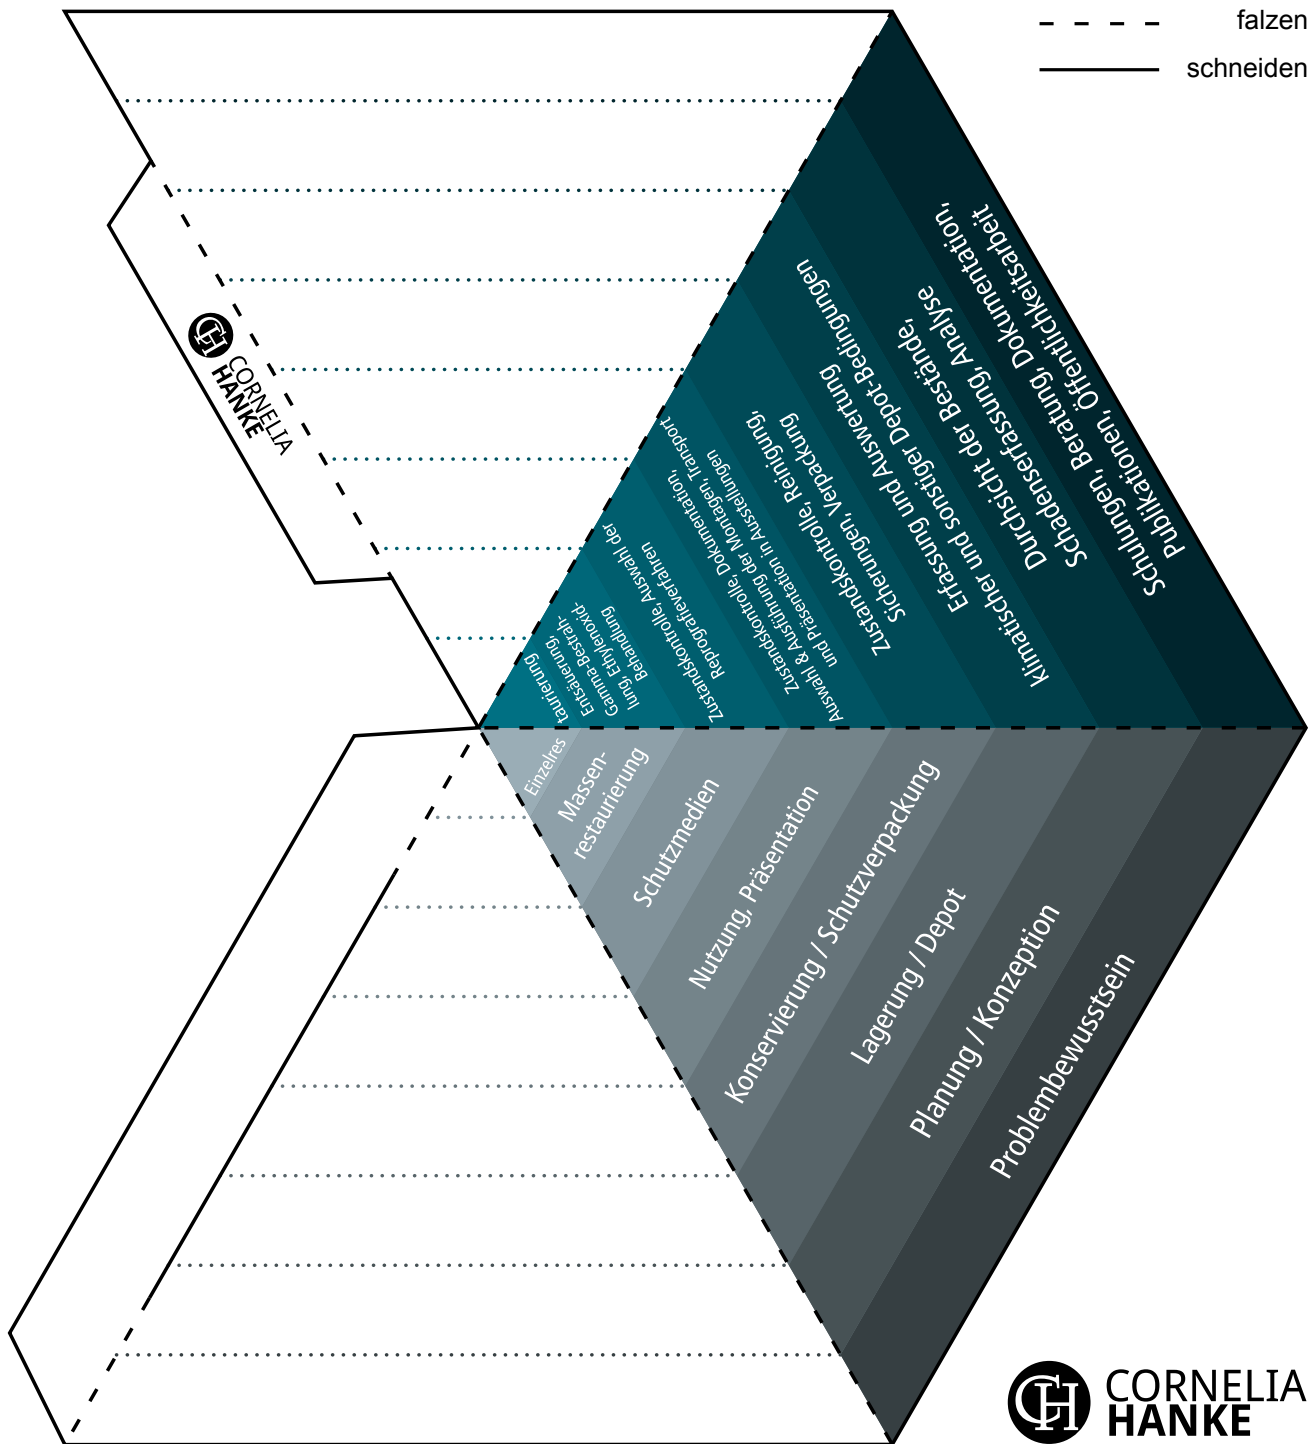 falzen
schneiden
CORNELIA
HANKE
Schulungen, Beratung, Dokumentation,
Publikationen, Öffentlichkeitsarbeit
Durchsicht der Bestände,
Schadenserfassung, Analyse
Erfassung und Auswertung
klimatischer und sonstiger Depot-Bedingungen
Zustandskontrolle, Reinigung,
Sicherungen, Verpackung
Zustandskontrolle, Dokumentation,
Auswahl & Ausführung der Montagen, Transport
und Präsentation in Ausstellungen
Zustandskontrolle, Auswahl der
Reprografieverfahren
Entsäuerung,
Gamma-Bestrah-
lung, Ethylenoxid-
Behandlung
Einzelres
taurierung
Massen-
restaurierung
Schutzmedien
Nutzung, Präsentation
Konservierung / Schutzverpackung
Lagerung / Depot
Planung / Konzeption
Problembewusstsein
CORNELIA
HANKE